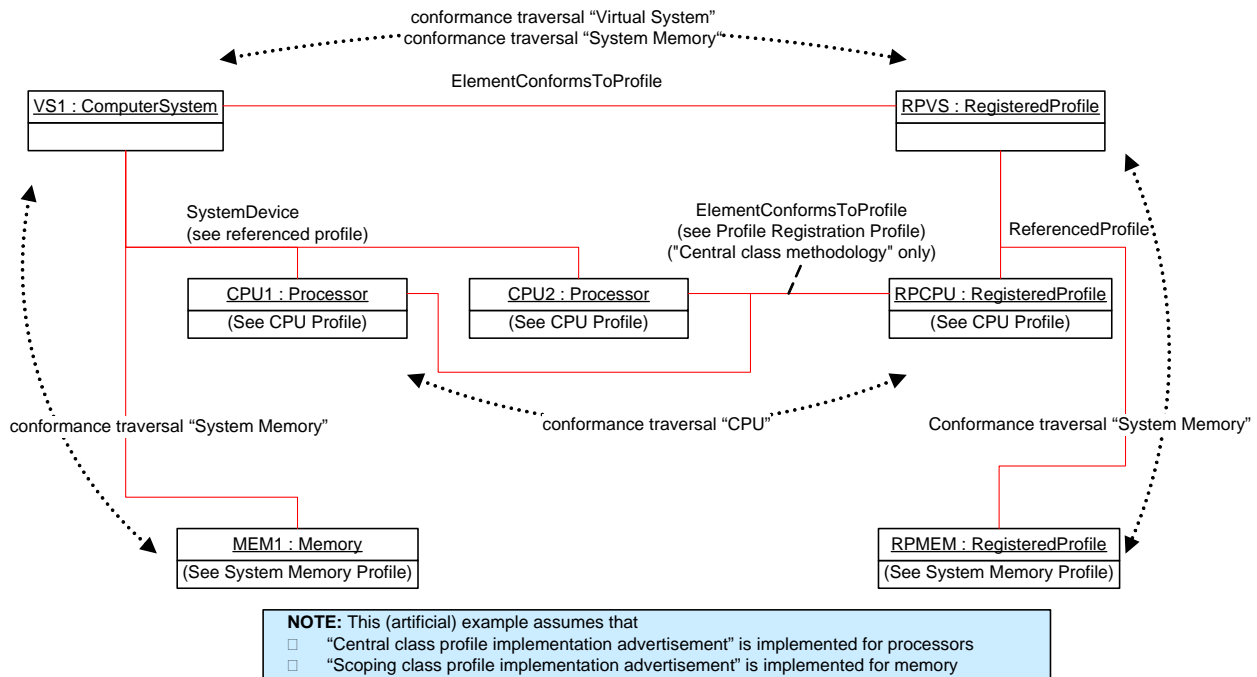 conformance traversal “Virtual System”
conformance traversal “System Memory“
ElementConformsToProfile
VS1 : ComputerSystem
RPVS : RegisteredProfile
SystemDevice
(see referenced profile)
ElementConformsToProfile
(see Profile Registration Profile)
("Central class methodology" only)
ReferencedProfile
CPU1 : Processor
(See CPU Profile)
CPU2 : Processor
(See CPU Profile)
RPCPU : RegisteredProfile
(See CPU Profile)
conformance traversal “System Memory”
conformance traversal “CPU”
Conformance traversal “System Memory”
MEM1 : Memory
(See System Memory Profile)
RPMEM : RegisteredProfile
(See System Memory Profile)
NOTE: This (artificial) example assumes that
“Central class profile implementation advertisement” is implemented for processors
“Scoping class profile implementation advertisement” is implemented for memory